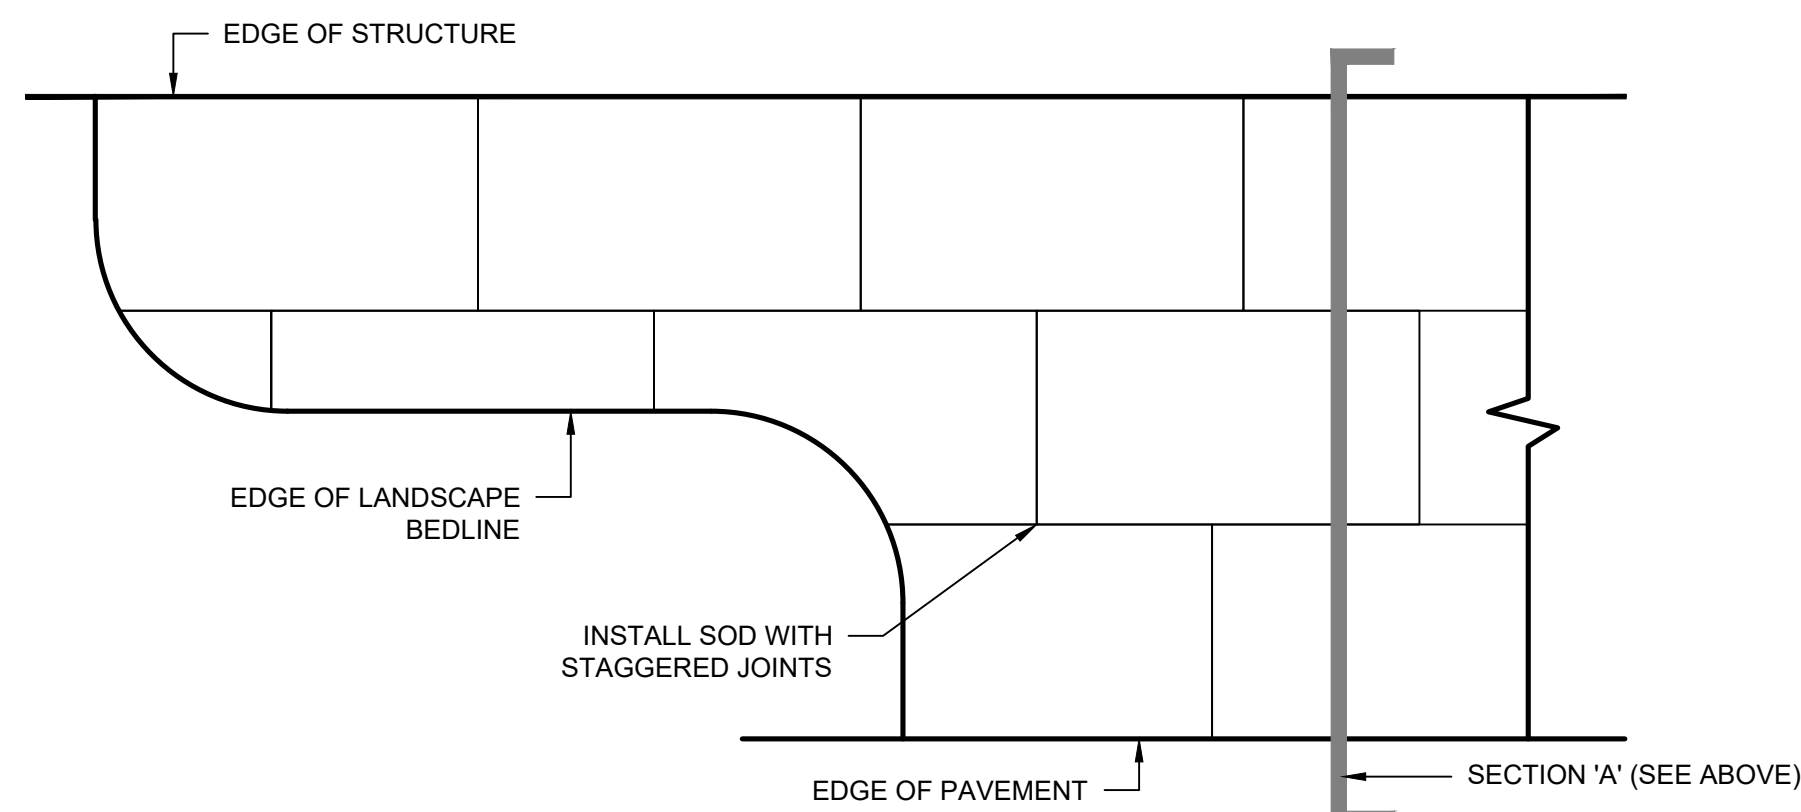 EDGE OF STRUCTURE
EDGE OF LANDSCAPE
BEDLINE
INSTALL SOD WITH
STAGGERED JOINTS
EDGE OF PAVEMENT
SECTION 'A' (SEE ABOVE)